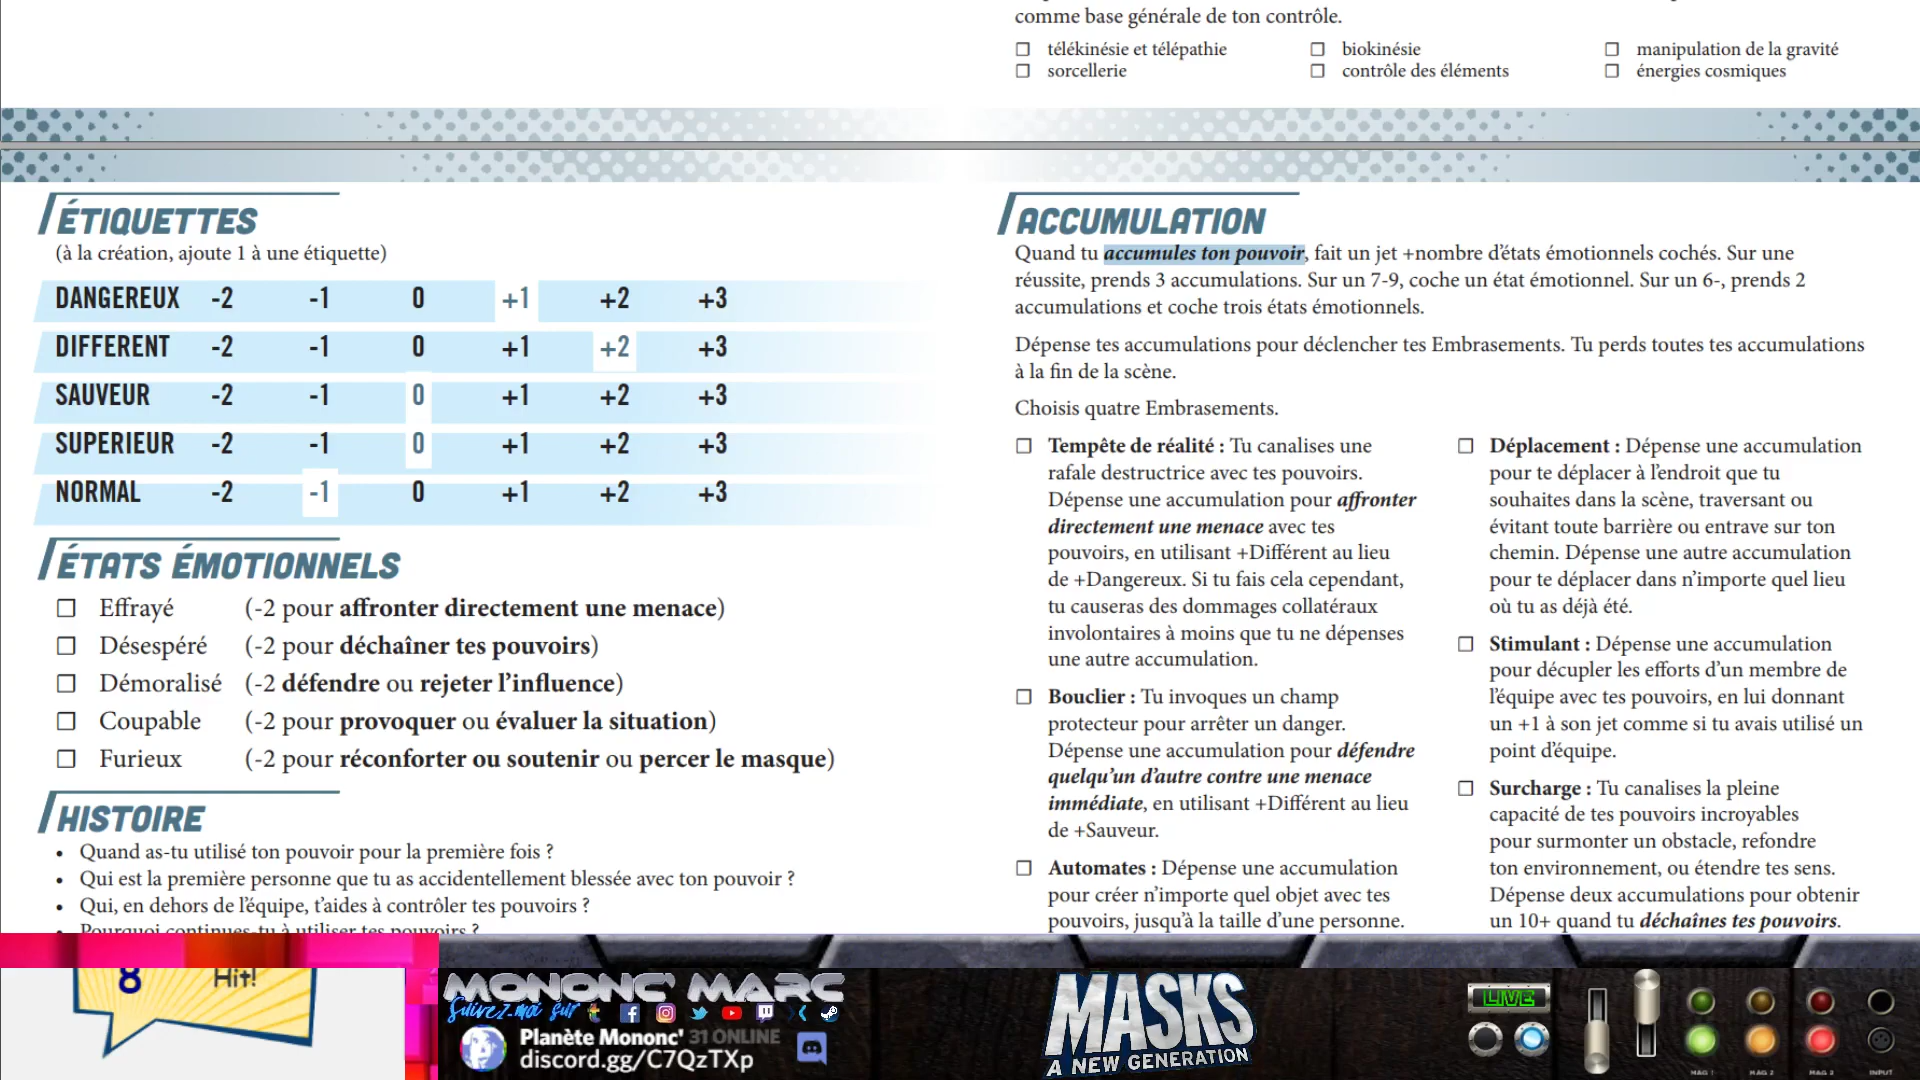 comme base générale de ton contrôle.
télékinésie et télépathie
biokinésie
manipulation de la gravité
sorcellerie
contrôle des éléments
énergies cosmiques
ÉTIQUETTES
(à la création, ajoute 1 à une étiquette)
DANGEREUX -2 -1 0 +1 +2 +3
DIFFERENT -2 -1 0 +1 +2 +3
SAUVEUR -2 -1 0 +1 +2 +3
SUPERIEUR -2 -1 0 +1 +2 +3
NORMAL -2 -1 0 +1 +2 +3
ÉTATS ÉMOTIONNELS
Effrayé (-2 pour affronter directement une menace)
Désespéré (-2 pour déchaîner tes pouvoirs)
Démoralisé (-2 défendre ou rejeter l'influence)
Coupable (-2 pour provoquer ou évaluer la situation)
Furieux (-2 pour réconforter ou soutenir ou percer le masque)
HISTOIRE
• Quand as-tu utilisé ton pouvoir pour la première fois ?
• Qui est la première personne que tu as accidentellement blessée avec ton pouvoir ?
• Qui, en dehors de l'équipe, t'aides à contrôler tes pouvoirs ?
• Pourquoi continues-tu à utiliser tes pouvoirs ?
ACCUMULATION
Quand tu accumules ton pouvoir, fait un jet +nombre d'états émotionnels cochés. Sur une
réussite, prends 3 accumulations. Sur un 7-9, coche un état émotionnel. Sur un 6-, prends 2
accumulations et coche trois états émotionnels.
Dépense tes accumulations pour déclencher tes Embrasements. Tu perds toutes tes accumulations
à la fin de la scène.
Choisis quatre Embrasements.
Tempête de réalité : Tu canalises une
rafale destructrice avec tes pouvoirs.
Dépense une accumulation pour affronter
directement une menace avec tes
pouvoirs, en utilisant +Différent au lieu
de +Dangereux. Si tu fais cela cependant,
tu causeras des dommages collatéraux
involontaires à moins que tu ne dépenses
une autre accumulation.
Bouclier : Tu invoques un champ
protecteur pour arrêter un danger.
Dépense une accumulation pour défendre
quelqu'un d'autre contre une menace
immédiate, en utilisant +Différent au lieu
de +Sauveur.
Automates : Dépense une accumulation
pour créer n'importe quel objet avec tes
pouvoirs, jusqu'à la taille d'une personne.
Déplacement : Dépense une accumulation
pour te déplacer à l'endroit que tu
souhaites dans la scène, traversant ou
évitant toute barrière ou entrave sur ton
chemin. Dépense une autre accumulation
pour te déplacer dans n'importe quel lieu
où tu as déjà été.
Stimulant : Dépense une accumulation
pour décupler les efforts d'un membre de
l'équipe avec tes pouvoirs, en lui donnant
un +1 à son jet comme si tu avais utilisé un
point d'équipe.
Surcharge : Tu canalises la pleine
capacité de tes pouvoirs incroyables
pour surmonter un obstacle, refondre
ton environnement, ou étendre tes sens.
Dépense deux accumulations pour obtenir
un 10+ quand tu déchaînes tes pouvoirs.
8 Hit!
MONONC' MARC
Suivez-moi sur
Planète Mononc' 31 ONLINE
discord.gg/C7QzTXp
MASKS
A NEW GENERATION
LIVE
MAG 1 MAG 2 MAG 3 INPUT